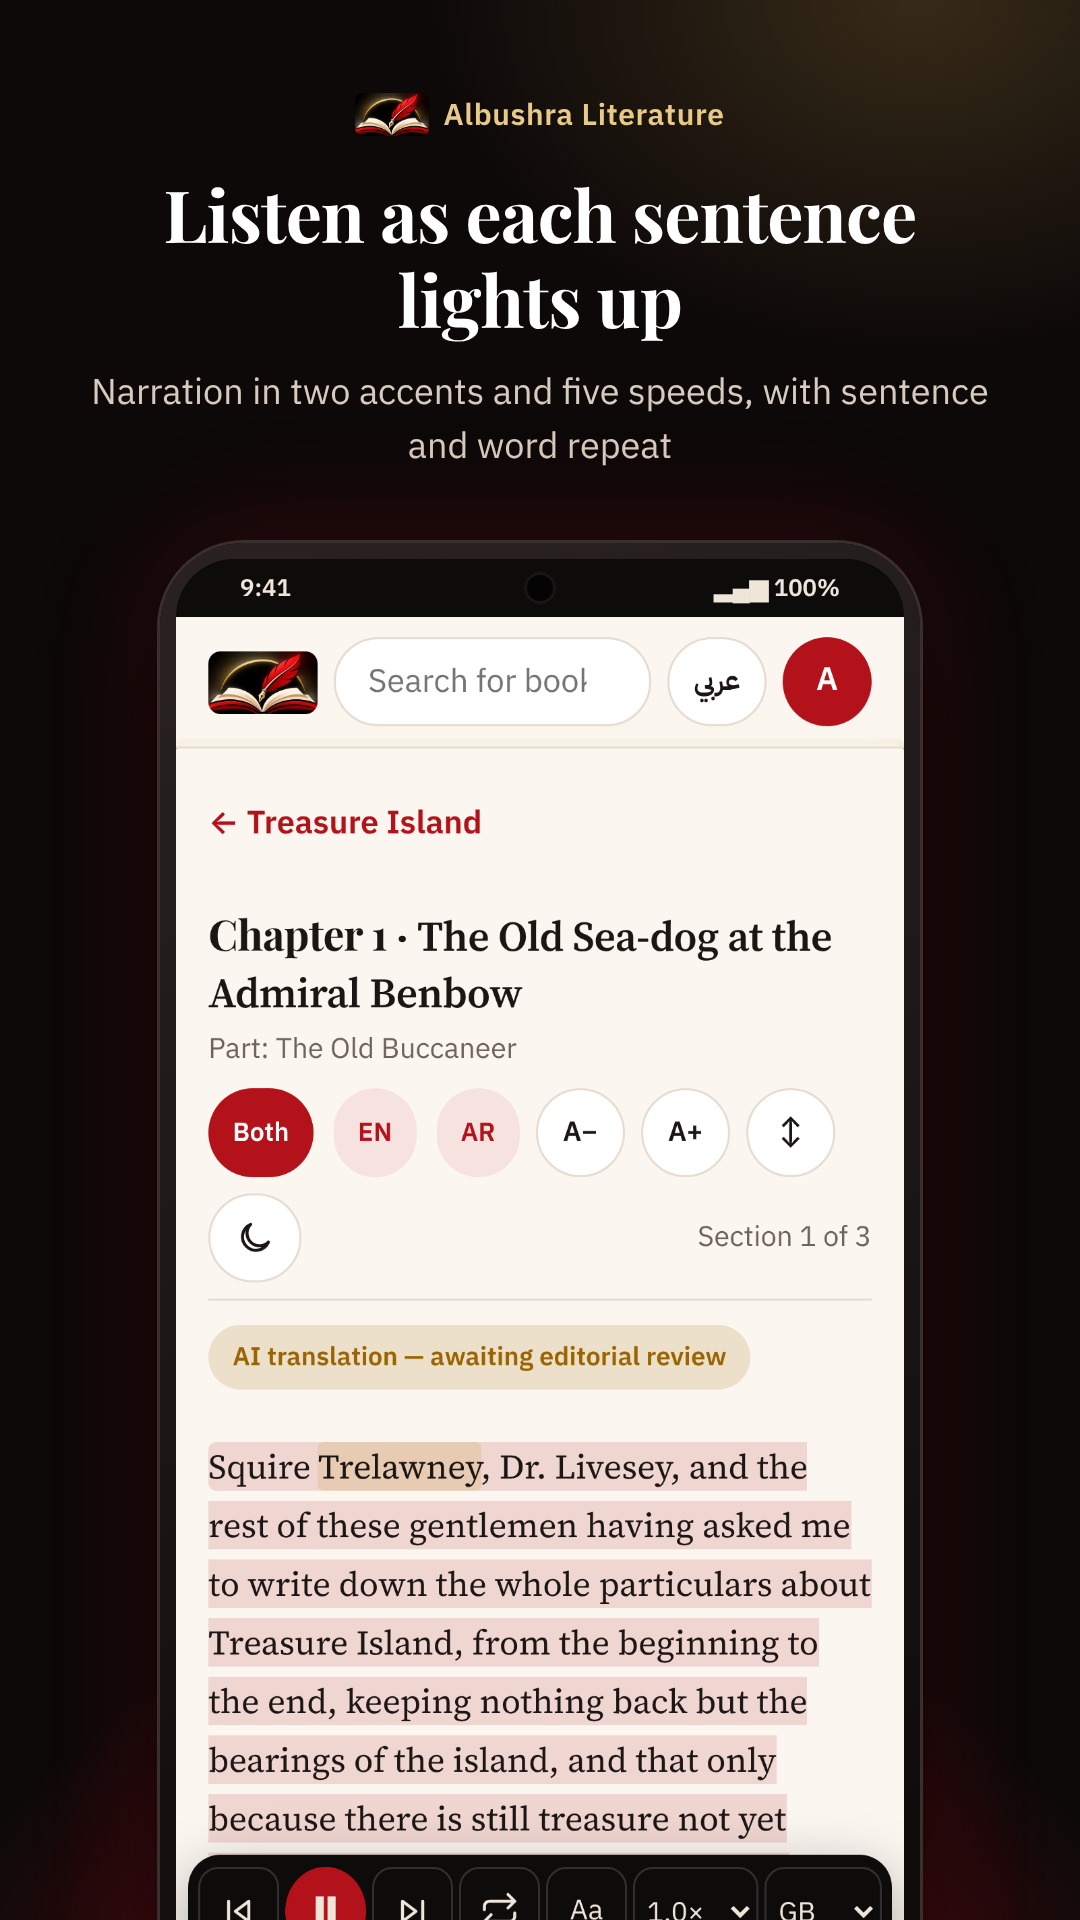 Albushra Literature
Listen as each sentence
lights up
Narration in two accents and five speeds, with sentence
and word repeat
9:41
100%
Search for book
عربي
A
← Treasure Island
Chapter 1 · The Old Sea-dog at the
Admiral Benbow
Part: The Old Buccaneer
Both EN AR A− A+ ↕
Section 1 of 3
AI translation — awaiting editorial review
Squire Trelawney, Dr. Livesey, and the
rest of these gentlemen having asked me
to write down the whole particulars about
Treasure Island, from the beginning to
the end, keeping nothing back but the
bearings of the island, and that only
because there is still treasure not yet
Aa 1.0× GB